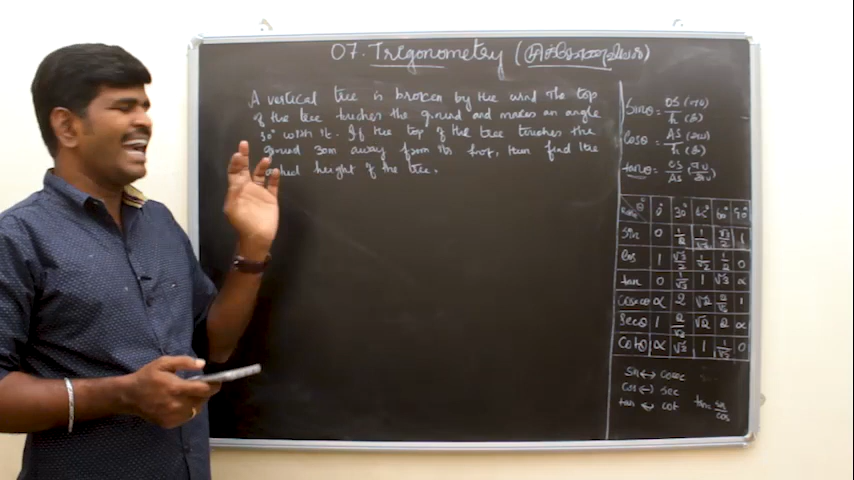 07. Trigonometry (
A vertical tree is broken by the wind The top
of the tree touches the ground and makes an angle
30° with it. If the top of the tree touches the
ground 30m away from its foot, then find the
height of the tree.
Sinθ = OS/h
Cosθ = AS/h
tanθ = OS/AS
θ 0° 30° 45° 60° 90°
Sin 0 1/2 1/√2 √3/2 1
Cos 1 √3/2 1/√2 1/2 0
tan 0 1/√3 1 √3 ∝
Cosecθ ∝ 2 √2 2/√3 1
Secθ 1 2/√3 √2 2 ∝
Cotθ ∝ √3 1 1/√3 0
Sin ↔ Cosec
Cos ↔ Sec
tan ↔ Cot tan = Sin/Cos